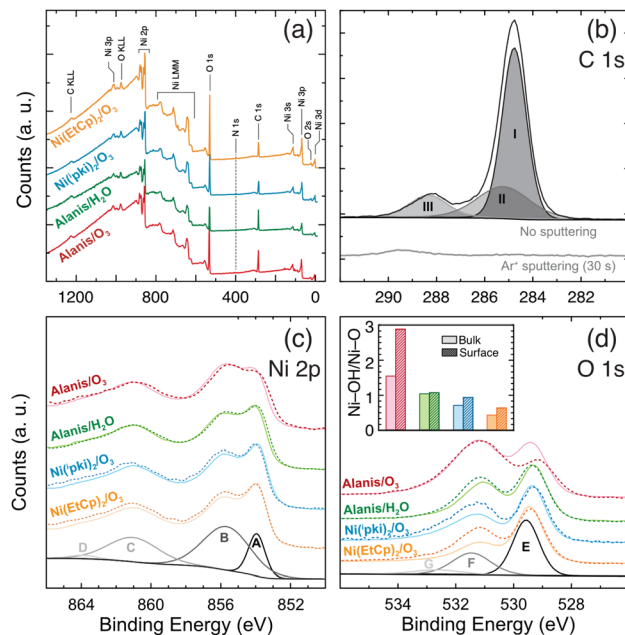 (a)
C KLL
Ni 3p
O KLL
Ni 2p
Ni LMM
O 1s
N 1s
C 1s
Ni 3s
Ni 3p
O 2s
Ni 3d
Ni(EtCp)₂/O₃
Ni(ⁱpki)₂/O₃
Alanis/H₂O
Alanis/O₃
Counts (a. u.)
1200
800
400
0
(b)
C 1s
I
II
III
No sputtering
Ar⁺ sputtering (30 s)
290
288
286
284
282
280
(c)
Ni 2p
Alanis/O₃
Alanis/H₂O
Ni(ⁱpki)₂/O₃
Ni(EtCp)₂/O₃
D
C
B
A
Counts (a. u.)
864
860
856
852
Binding Energy (eV)
(d)
O 1s
Ni–OH/Ni–O
3
2
1
0
Bulk
Surface
Alanis/O₃
Alanis/H₂O
Ni(ⁱpki)₂/O₃
Ni(EtCp)₂/O₃
G
F
E
534
532
530
528
Binding Energy (eV)